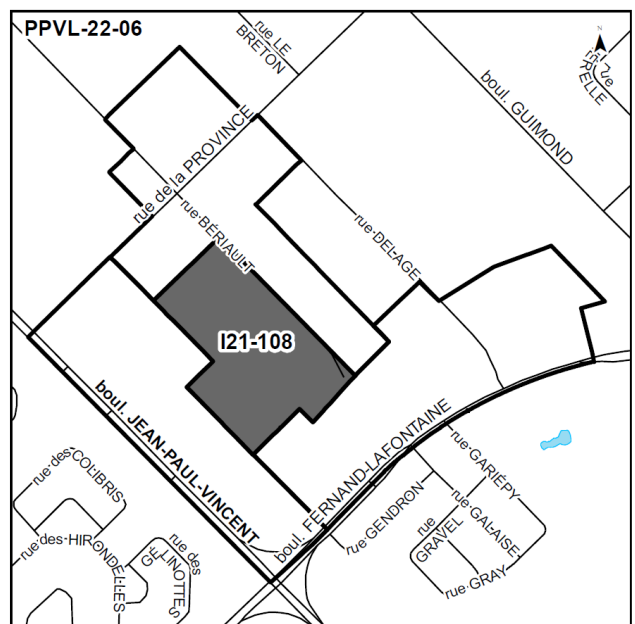 PPVL-22-06
rue LE
BRETON
N
rue
RELLE
boul. GUIMOND
rue de la PROVINCE
rue BÉRIAULT
rue DELAGE
I21-108
boul. JEAN-PAUL-VINCENT
boul. FERNAND-LAFONTAINE
rue des COLIBRIS
rue des HIRONDELLES
rue des
GÉLINOTTES
rue GENDRON
rue
GRAVEL
rue GARIÉPY
rue GALAISE
rue GRAY